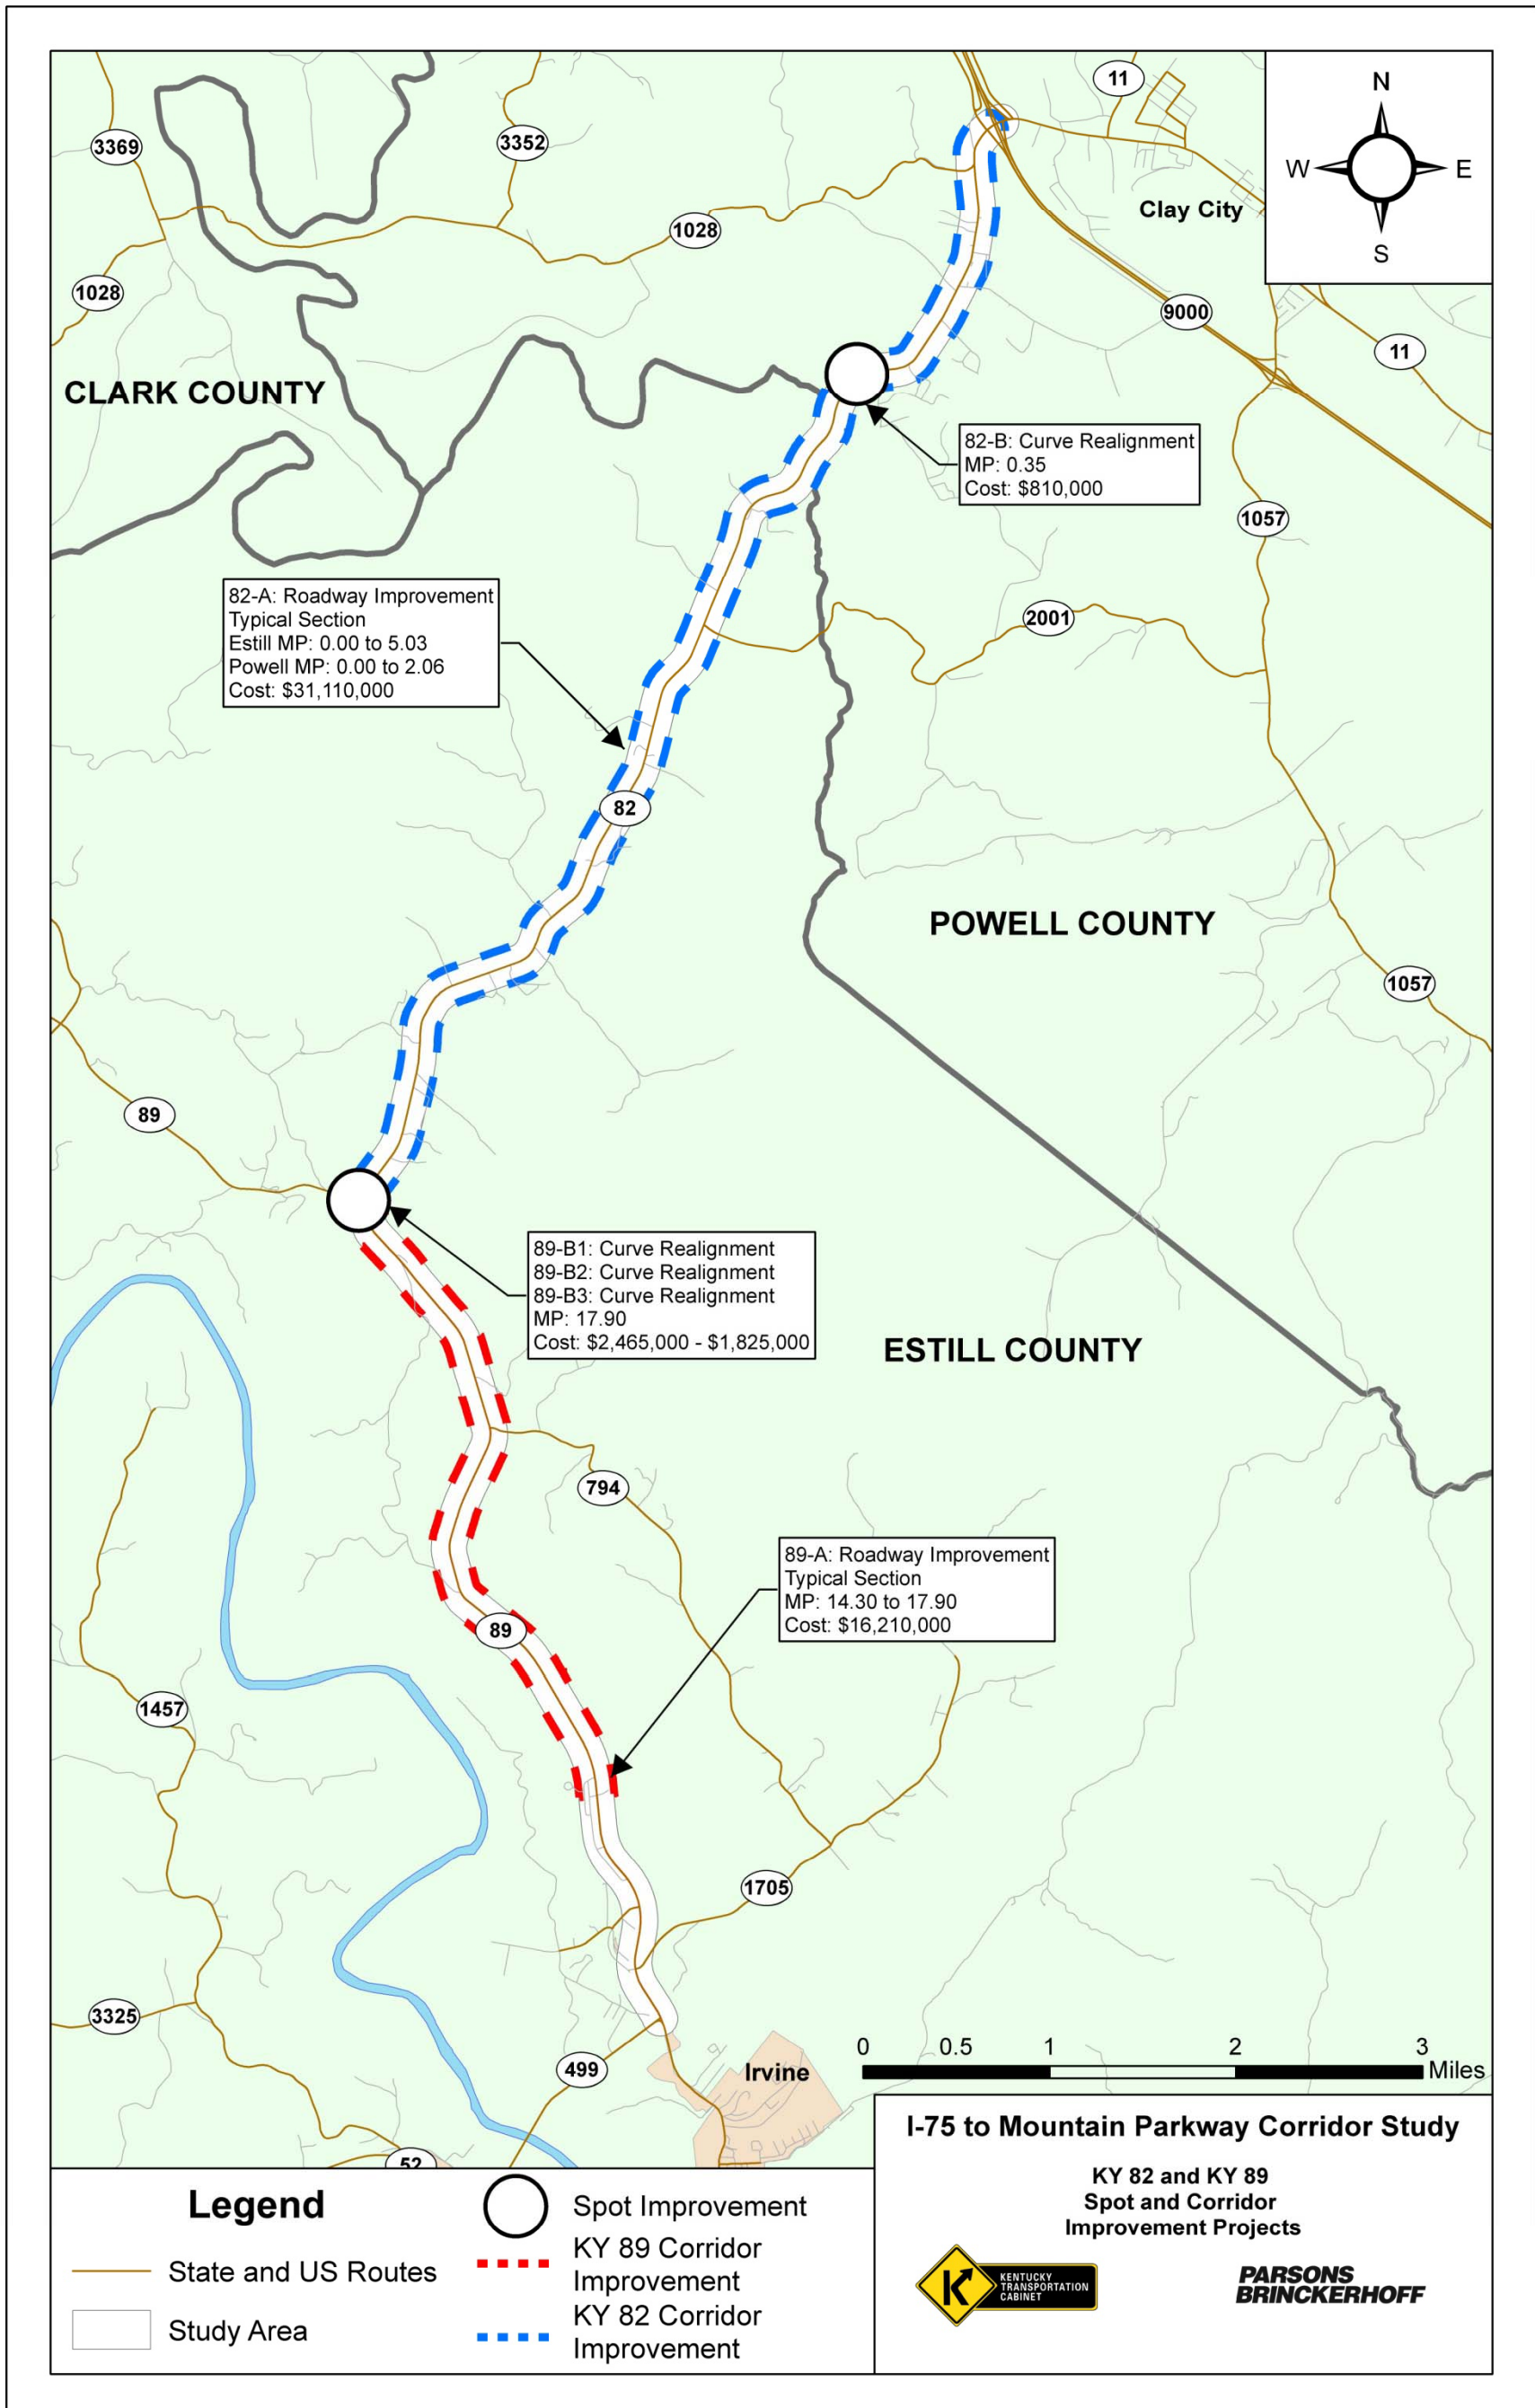 11
N
3369
3352
W
E
Clay City
1028
S
1028
9000
11
CLARK COUNTY
82-B: Curve Realignment
MP: 0.35
Cost: $810,000
1057
82-A: Roadway Improvement
Typical Section
Estill MP: 0.00 to 5.03
Powell MP: 0.00 to 2.06
Cost: $31,110,000
2001
82
POWELL COUNTY
1057
89
89-B1: Curve Realignment
89-B2: Curve Realignment
89-B3: Curve Realignment
MP: 17.90
Cost: $2,465,000 - $1,825,000
ESTILL COUNTY
794
89-A: Roadway Improvement
Typical Section
MP: 14.30 to 17.90
Cost: $16,210,000
89
1457
1705
3325
499
Irvine
0 0.5 1 2 3
Miles
52
I-75 to Mountain Parkway Corridor Study
KY 82 and KY 89
Spot and Corridor
Improvement Projects
KENTUCKY
TRANSPORTATION
CABINET
PARSONS
BRINCKERHOFF
Legend
State and US Routes
Study Area
Spot Improvement
KY 89 Corridor
Improvement
KY 82 Corridor
Improvement